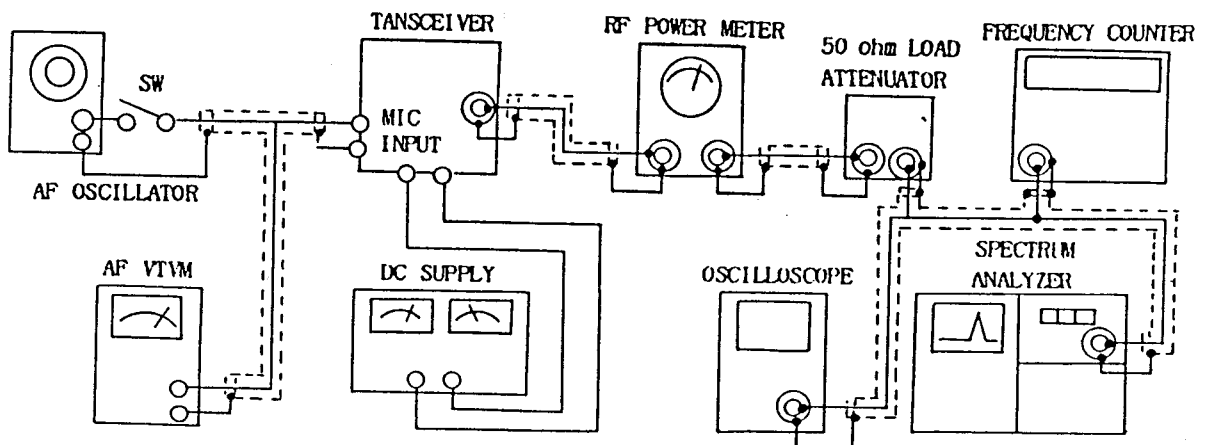 TANSCEIVER
RF POWER METER
50 ohm LOAD
ATTENUATOR
FREQUENCY COUNTER
SW
MIC
INPUT
AF OSCILLATOR
AF VTVM
DC SUPPLY
OSCILLOSCOPE
SPECTRUM
ANALYZER